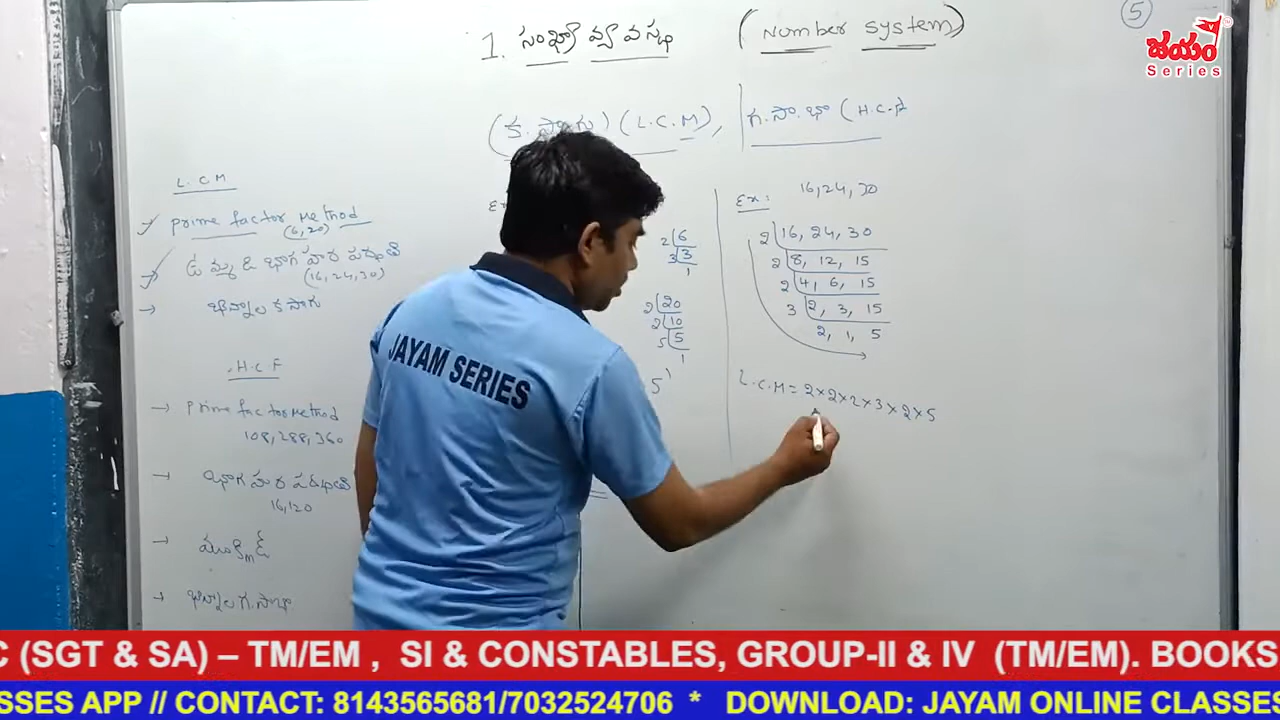 1. సంఖ్యా వ్యవస్థ (Number system)
5
జయం
Series
(L.C.M), గ.సా.భా (H.C.F
L C M
prime factor Method
(6,20)
ఉమ్మడి భాగహార పద్ధతి
(16,24,30)
భిన్నాల కసాగు
H.C F
prime factor Method
108,288,360
భాగహార పద్ధతి
16,120
భిన్నాల గ.సాభా
2 6
3 3
1
2 20
2 10
5 5
1
Ex: 16,24,30
2 16, 24, 30
2 8, 12, 15
2 4, 6, 15
3 2, 3, 15
2, 1, 5
L.C.M = 2×2×2×3×2×5
JAYAM SERIES
C (SGT & SA) – TM/EM , SI & CONSTABLES, GROUP-II & IV (TM/EM). BOOKS
SSES APP // CONTACT: 8143565681/7032524706 * DOWNLOAD: JAYAM ONLINE CLASSES